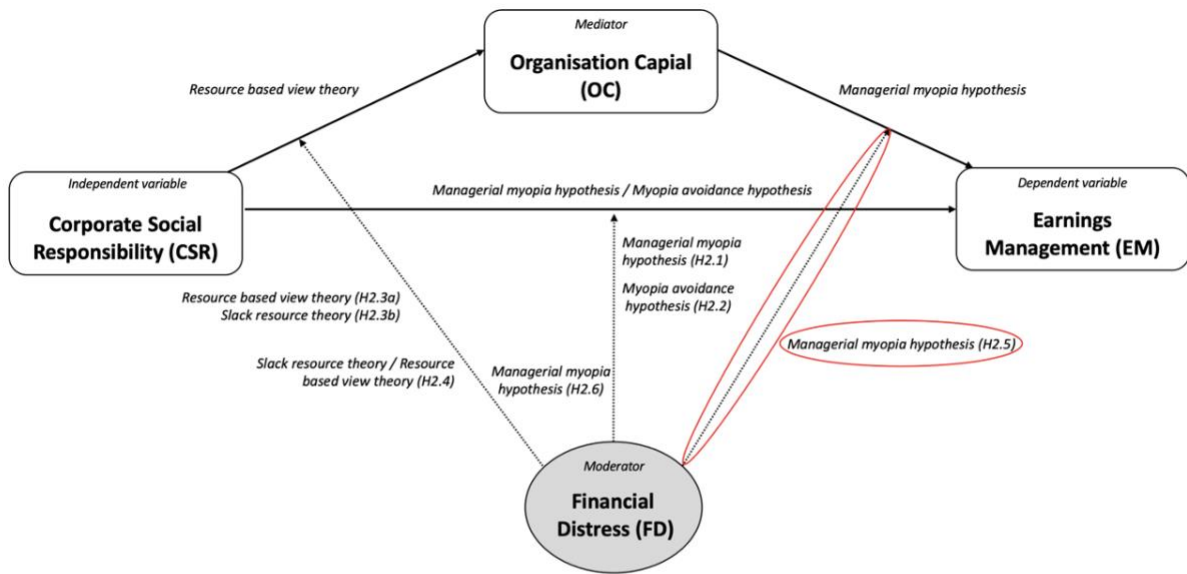 Mediator
Organisation Capial
(OC)
Resource based view theory
Managerial myopia hypothesis
Independent variable
Corporate Social
Responsibility (CSR)
Managerial myopia hypothesis / Myopia avoidance hypothesis
Dependent variable
Earnings
Management (EM)
Managerial myopia
hypothesis (H2.1)
Myopia avoidance
hypothesis (H2.2)
Resource based view theory (H2.3a)
Slack resource theory (H2.3b)
Managerial myopia hypothesis (H2.5)
Slack resource theory / Resource
based view theory (H2.4)
Managerial myopia
hypothesis (H2.6)
Moderator
Financial
Distress (FD)